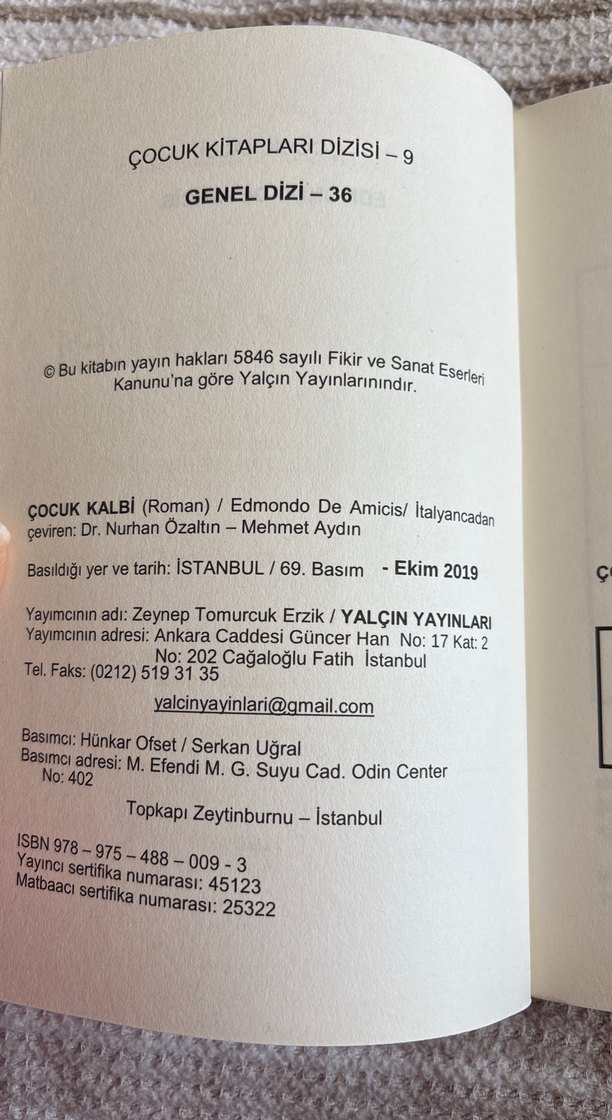 ÇOCUK KİTAPLARI DİZİSİ – 9
GENEL DİZİ – 36
© Bu kitabın yayın hakları 5846 sayılı Fikir ve Sanat Eserleri
Kanunu'na göre Yalçın Yayınlarınındır.
ÇOCUK KALBİ (Roman) / Edmondo De Amicis/ İtalyancadan
çeviren: Dr. Nurhan Özaltın – Mehmet Aydın
Basıldığı yer ve tarih: İSTANBUL / 69. Basım - Ekim 2019
Yayımcının adı: Zeynep Tomurcuk Erzik / YALÇIN YAYINLARI
Yayımcının adresi: Ankara Caddesi Güncer Han No: 17 Kat: 2
No: 202 Cağaloğlu Fatih İstanbul
Tel. Faks: (0212) 519 31 35
yalcinyayinlari@gmail.com
Basımcı: Hünkar Ofset / Serkan Uğral
Basımcı adresi: M. Efendi M. G. Suyu Cad. Odin Center
No: 402
Topkapı Zeytinburnu – İstanbul
ISBN 978 – 975 – 488 – 009 - 3
Yayıncı sertifika numarası: 45123
Matbaacı sertifika numarası: 25322